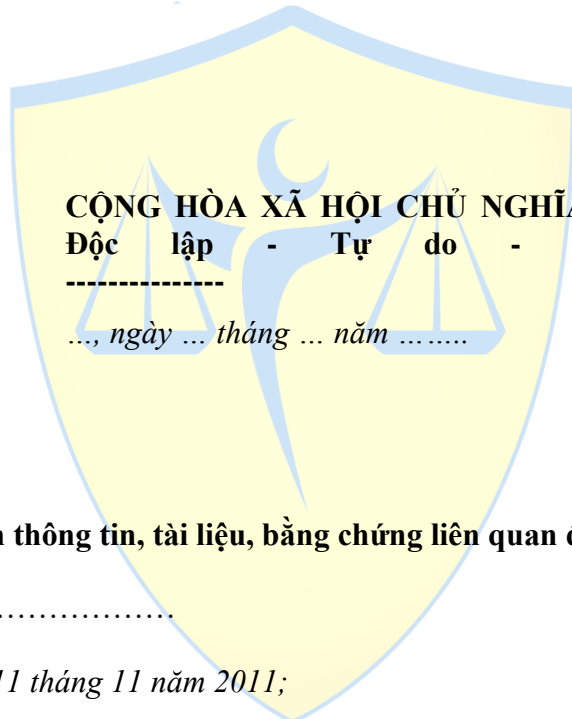 CỘNG HÒA XÃ HỘI CHỦ NGHĨA
Độc lập - Tự do -
---------------
…, ngày … tháng … năm ……..
thông tin, tài liệu, bằng chứng liên quan
………………
11 tháng 11 năm 2011;